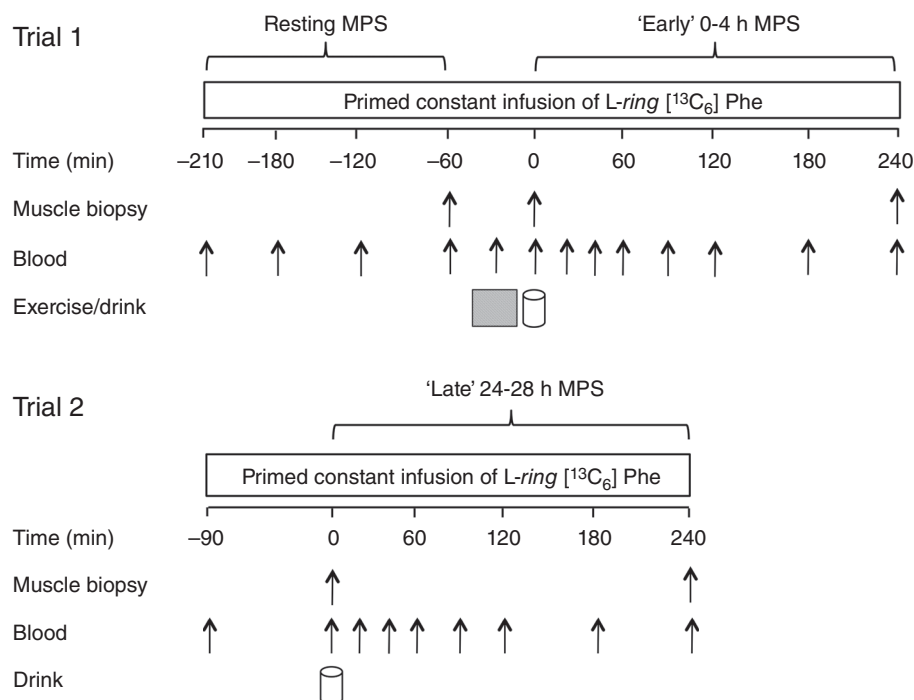 Trial 1
Resting MPS ‘Early’ 0-4 h MPS
Primed constant infusion of L-ring [¹³C₆] Phe
Time (min) –210 –180 –120 –60 0 60 120 180 240
Muscle biopsy
Blood
Exercise/drink
Trial 2
‘Late’ 24-28 h MPS
Primed constant infusion of L-ring [¹³C₆] Phe
Time (min) –90 0 60 120 180 240
Muscle biopsy
Blood
Drink